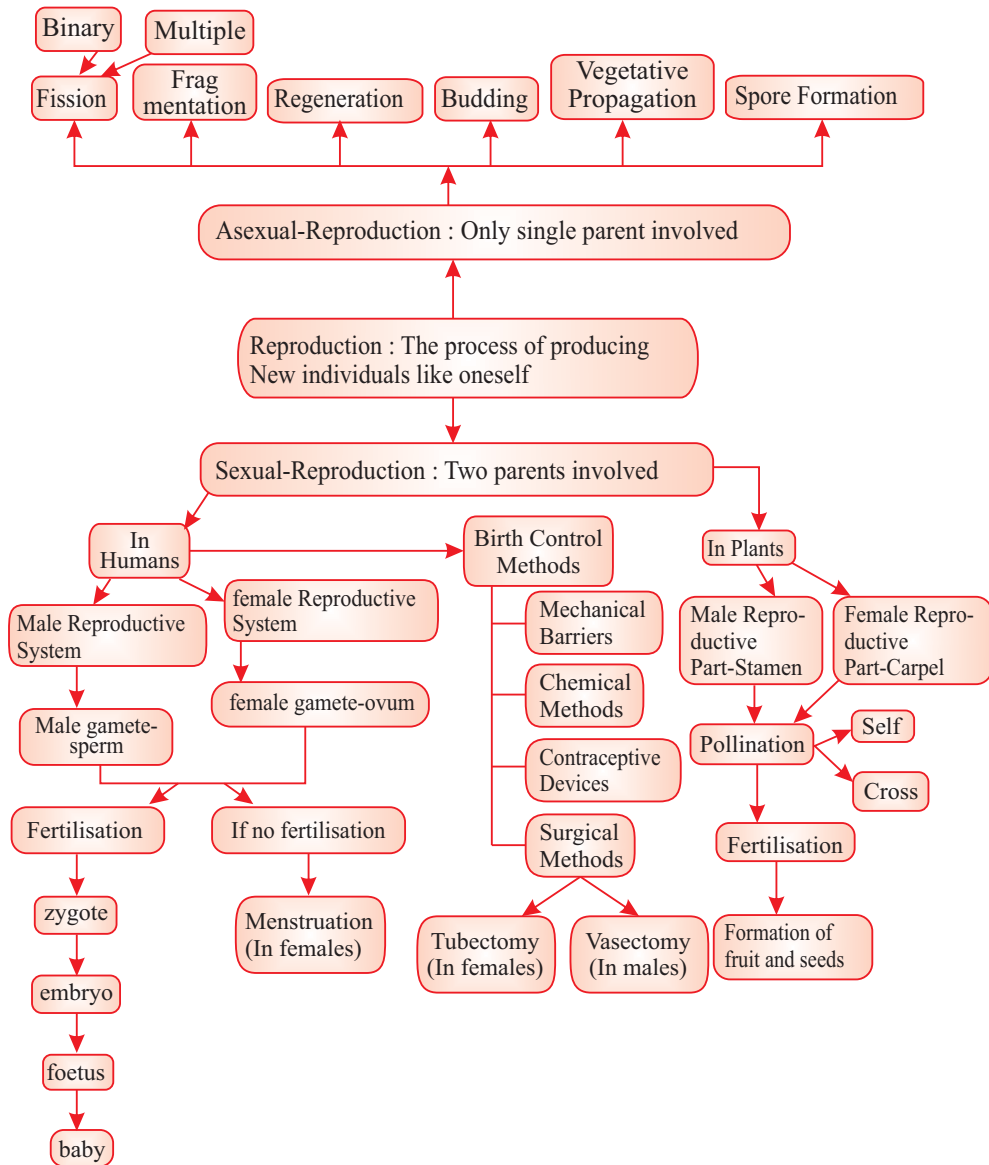 Binary
Multiple
Fission
Frag
mentation
Regeneration
Budding
Vegetative
Propagation
Spore Formation
Asexual-Reproduction : Only single parent involved
Reproduction : The process of producing
New individuals like oneself
Sexual-Reproduction : Two parents involved
In
Humans
Birth Control
Methods
In Plants
Male Reproductive
System
female Reproductive
System
Mechanical
Barriers
Male Repro-
ductive
Part-Stamen
Female Repro-
ductive
Part-Carpel
Male gamete-
sperm
female gamete-ovum
Chemical
Methods
Pollination
Self
Cross
Contraceptive
Devices
Fertilisation
If no fertilisation
Surgical
Methods
Fertilisation
zygote
Menstruation
(In females)
Tubectomy
(In females)
Vasectomy
(In males)
Formation of
fruit and seeds
embryo
foetus
baby